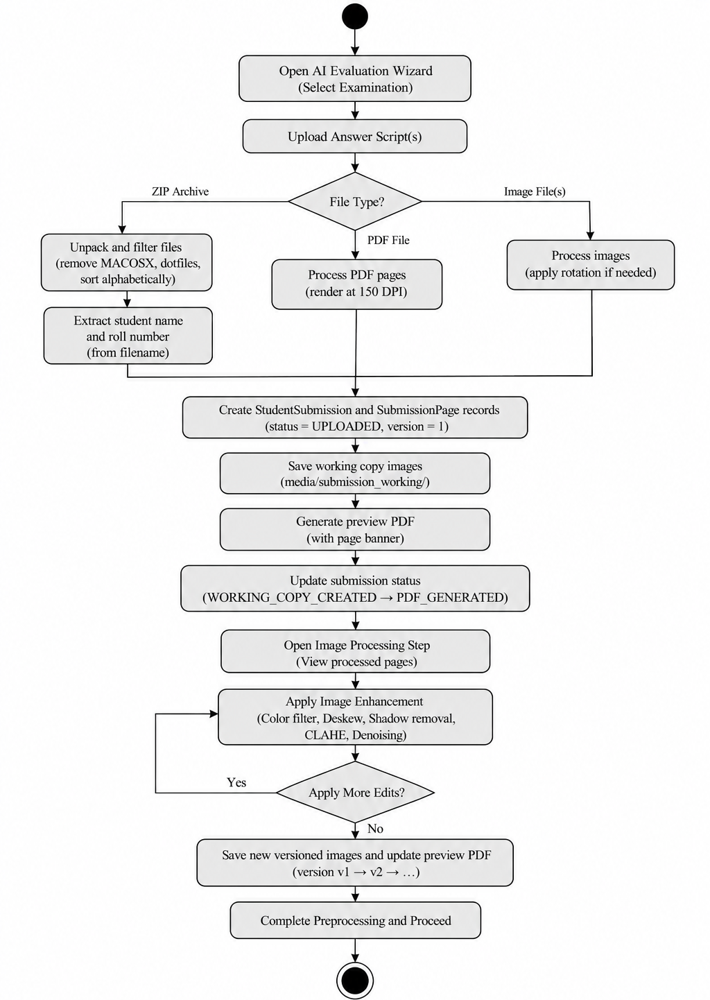 Open AI Evaluation Wizard
(Select Examination)
Upload Answer Script(s)
File Type?
ZIP Archive
Image File(s)
PDF File
Unpack and filter files
(remove MACOSX, dotfiles,
sort alphabetically)
Extract student name
and roll number
(from filename)
Process PDF pages
(render at 150 DPI)
Process images
(apply rotation if needed)
Create StudentSubmission and SubmissionPage records
(status = UPLOADED, version = 1)
Save working copy images
(media/submission_working/)
Generate preview PDF
(with page banner)
Update submission status
(WORKING_COPY_CREATED → PDF_GENERATED)
Open Image Processing Step
(View processed pages)
Apply Image Enhancement
(Color filter, Deskew, Shadow removal,
CLAHE, Denoising)
Yes
Apply More Edits?
No
Save new versioned images and update preview PDF
(version v1 → v2 → …)
Complete Preprocessing and Proceed